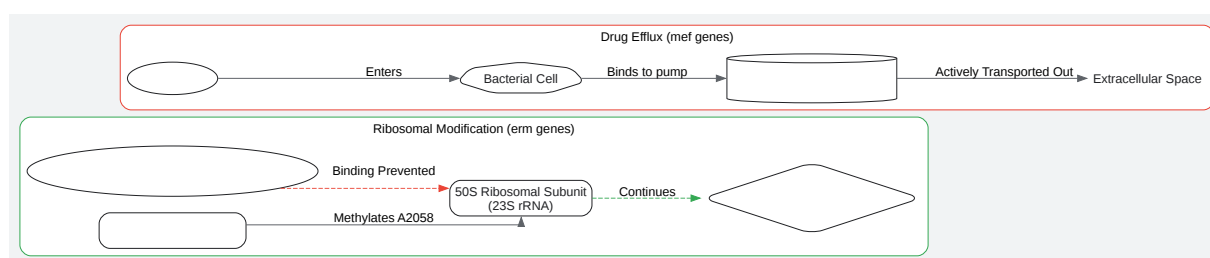 Drug Efflux (mef genes)
Enters
Bacterial Cell
Binds to pump
Actively Transported Out
Extracellular Space
Ribosomal Modification (erm genes)
Binding Prevented
50S Ribosomal Subunit
(23S rRNA)
Continues
Methylates A2058